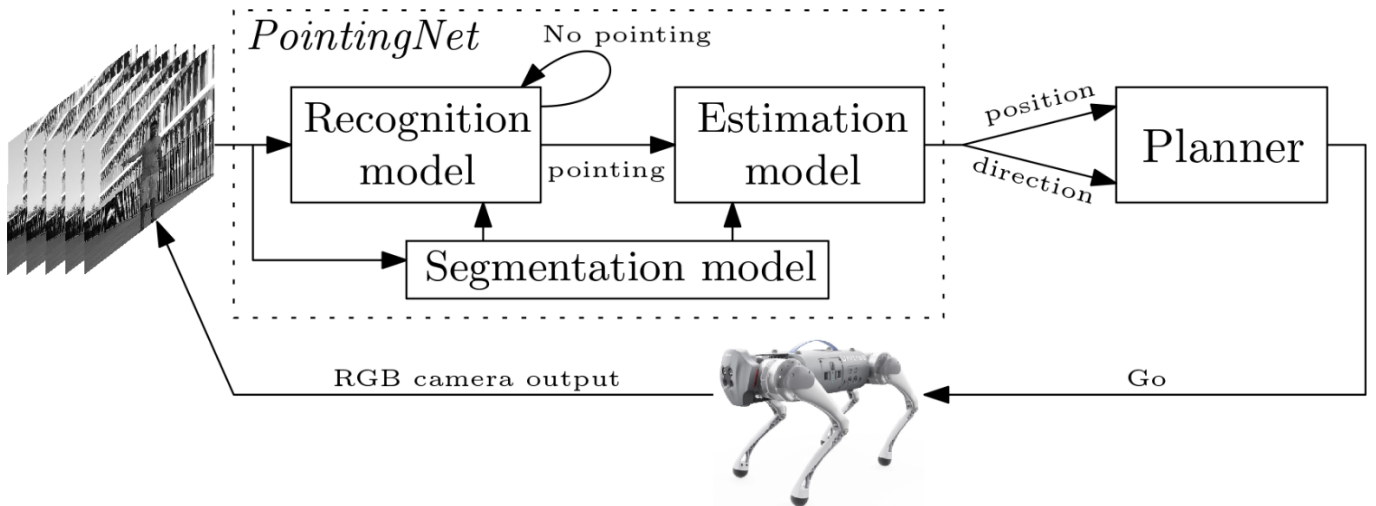 PointingNet
No pointing
Recognition
model
pointing
Estimation
model
position
direction
Planner
Segmentation model
RGB camera output
Go